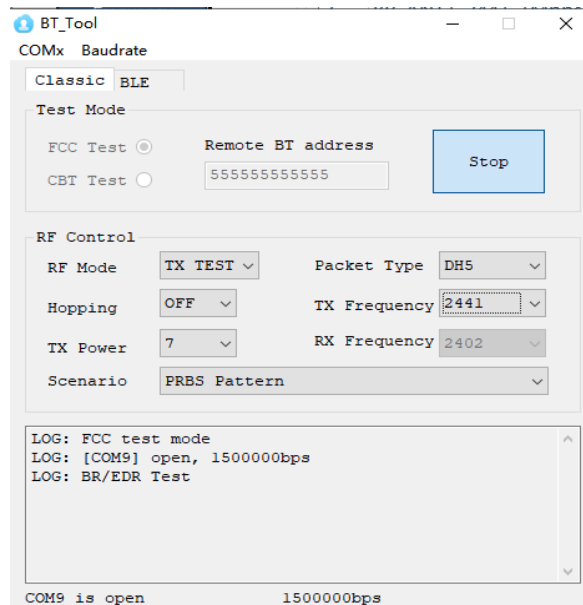 BT_Tool
COMx Baudrate
Classic BLE
Test Mode
FCC Test Remote BT address
Stop
CBT Test 555555555555
RF Control
RF Mode TX TEST Packet Type DH5
Hopping OFF TX Frequency 2441
TX Power 7 RX Frequency 2402
Scenario PRBS Pattern
LOG: FCC test mode
LOG: [COM9] open, 1500000bps
LOG: BR/EDR Test
COM9 is open 1500000bps